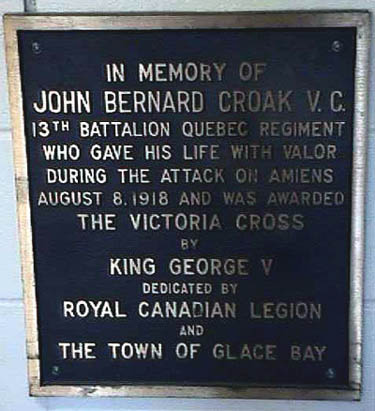 IN MEMORY OF
JOHN BERNARD CROAK V. C.
13TH BATTALION QUEBEC REGIMENT
WHO GAVE HIS LIFE WITH VALOR
DURING THE ATTACK ON AMIENS
AUGUST 8, 1918 AND WAS AWARDED
THE VICTORIA CROSS
BY
KING GEORGE V
DEDICATED BY
ROYAL CANADIAN LEGION
AND
THE TOWN OF GLACE BAY